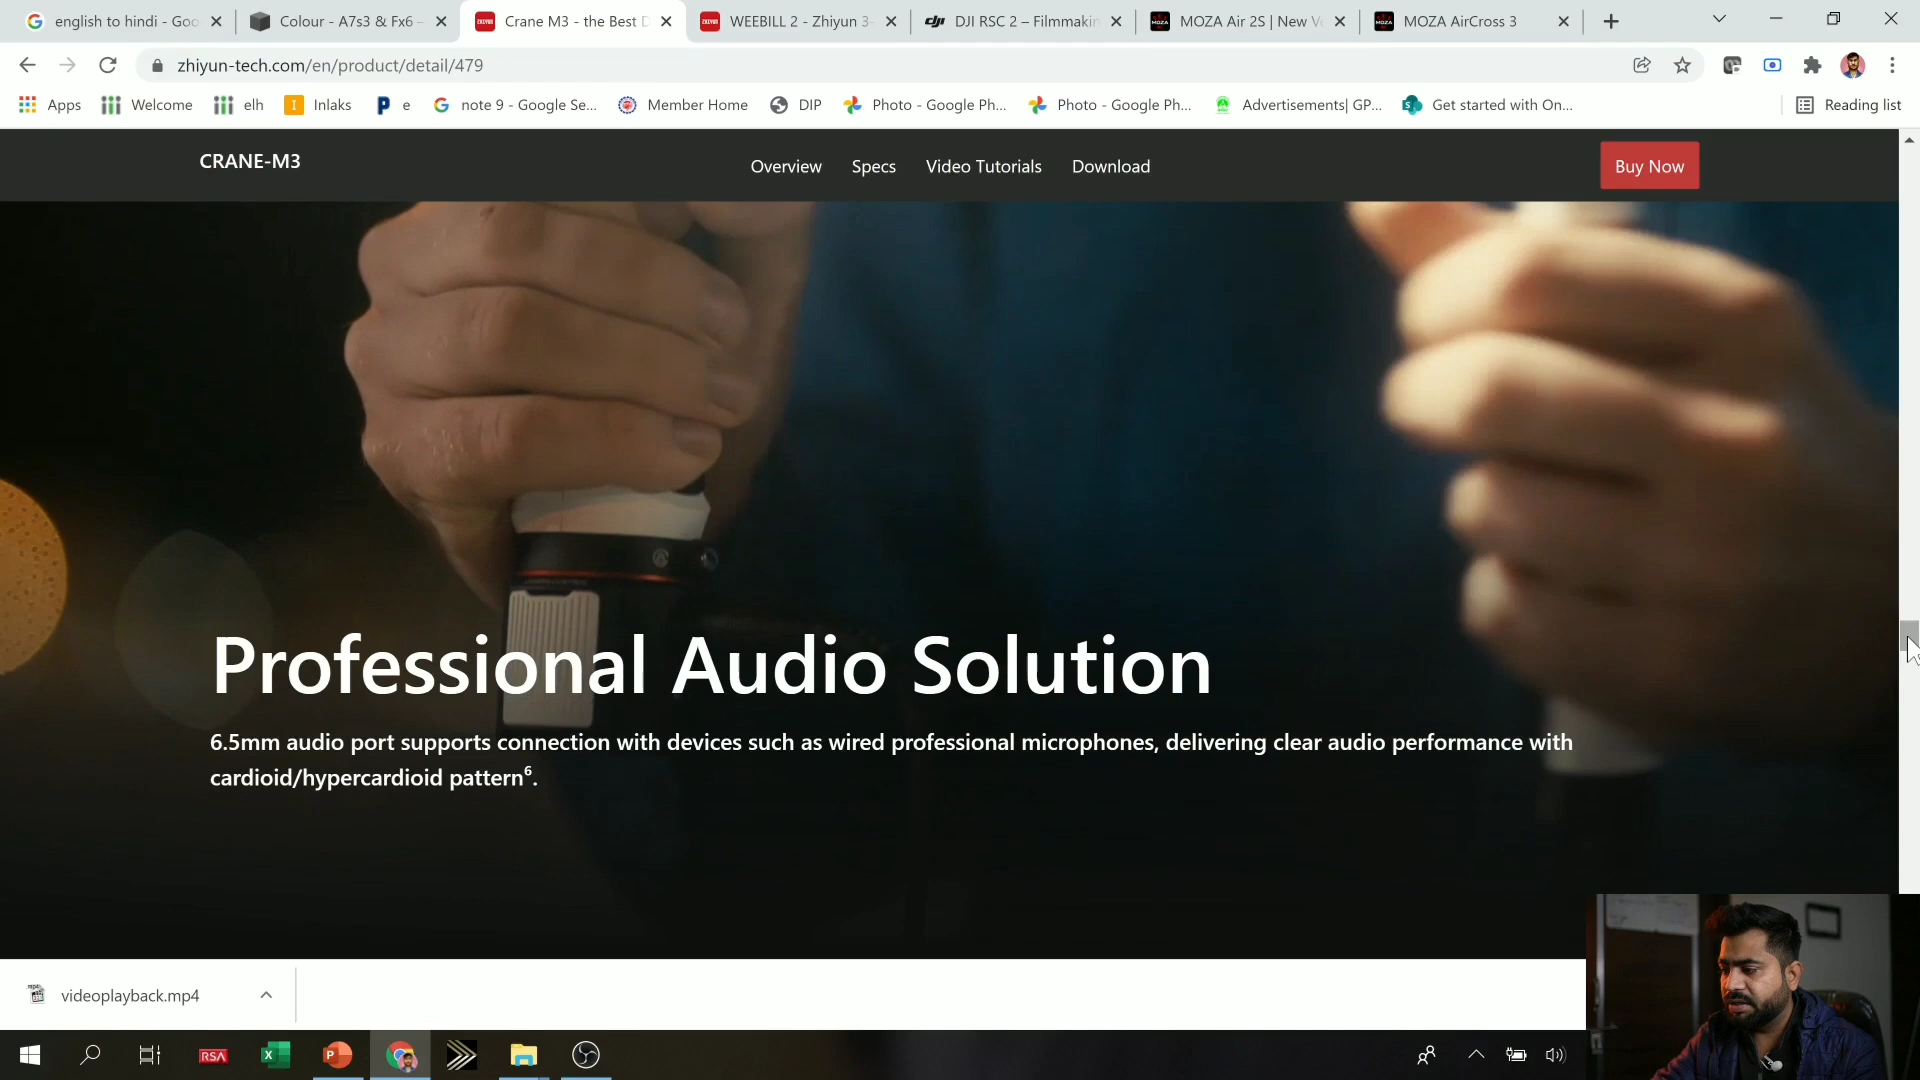 english to hindi - Goo
Colour - A7s3 & Fx6 –
Crane M3 - the Best D
WEEBILL 2 - Zhiyun 3-
DJI RSC 2 – Filmmakin
MOZA Air 2S | New Ve
MOZA AirCross 3
zhiyun-tech.com/en/product/detail/479
Apps
Welcome
elh
Inlaks
e
note 9 - Google Se...
Member Home
DIP
Photo - Google Ph...
Photo - Google Ph...
Advertisements| GP...
Get started with On...
Reading list
CRANE-M3
Overview
Specs
Video Tutorials
Download
Buy Now
Professional Audio Solution
6.5mm audio port supports connection with devices such as wired professional microphones, delivering clear audio performance with
cardioid/hypercardioid pattern⁶.
videoplayback.mp4
RSA